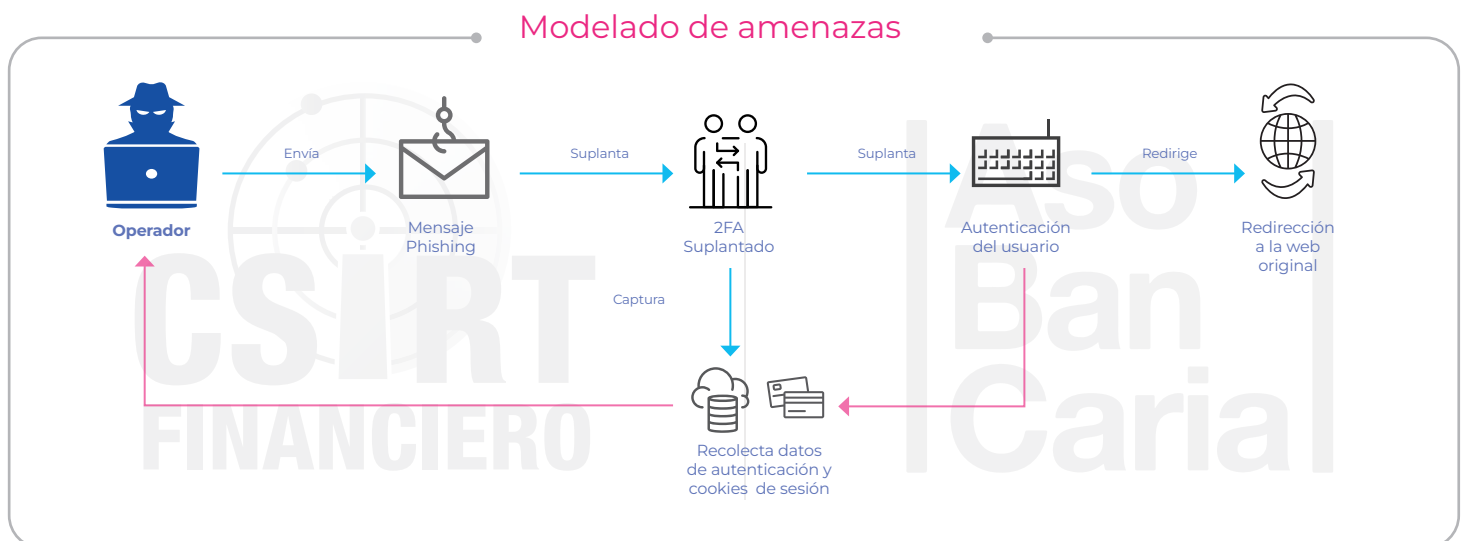 Modelado de amenazas
Envía
Suplanta
Suplanta
Redirige
Operador
Mensaje
Phishing
2FA
Suplantado
Autenticación
del usuario
Redirección
a la web
original
Captura
Recolecta datos
de autenticación y
cookies de sesión
CSIRT
FINANCIERO
Aso
Ban
Caria